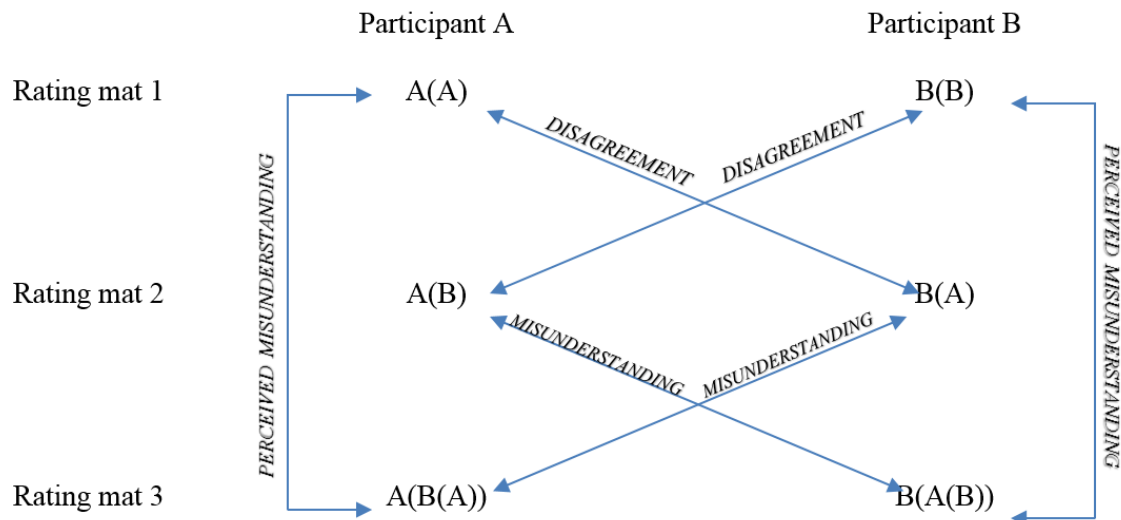 Participant A
Participant B
Rating mat 1
A(A)
B(B)
DISAGREEMENT
DISAGREEMENT
PERCEIVED MISUNDERSTANDING
PERCEIVED MISUNDERSTANDING
Rating mat 2
A(B)
B(A)
MISUNDERSTANDING
MISUNDERSTANDING
Rating mat 3
A(B(A))
B(A(B))